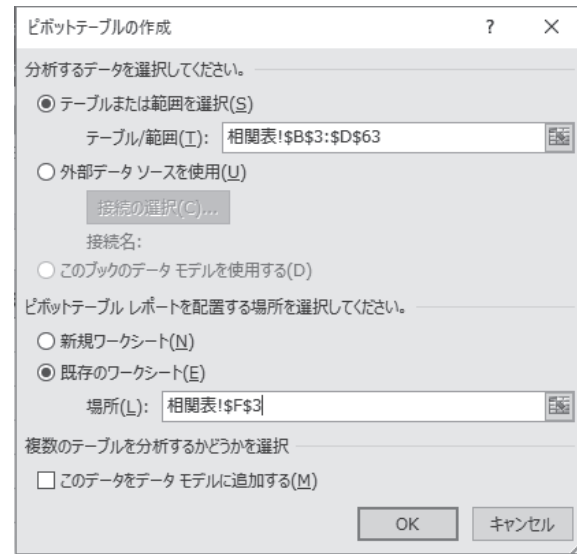 ピボットテーブルの作成 ? ×
分析するデータを選択してください。
テーブルまたは範囲を選択(S)
テーブル/範囲(T): 相関表!$B$3:$D$63
外部データ ソースを使用(U)
接続の選択(C)...
接続名:
このブックのデータ モデルを使用する(D)
ピボットテーブル レポートを配置する場所を選択してください。
新規ワークシート(N)
既存のワークシート(E)
場所(L): 相関表!$F$3
複数のテーブルを分析するかどうかを選択
このデータをデータ モデルに追加する(M)
OK キャンセル